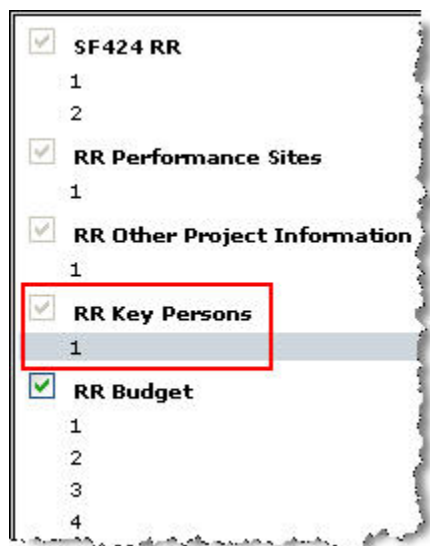 SF424 RR
1
2
RR Performance Sites
1
RR Other Project Information
1
RR Key Persons
1
RR Budget
1
2
3
4